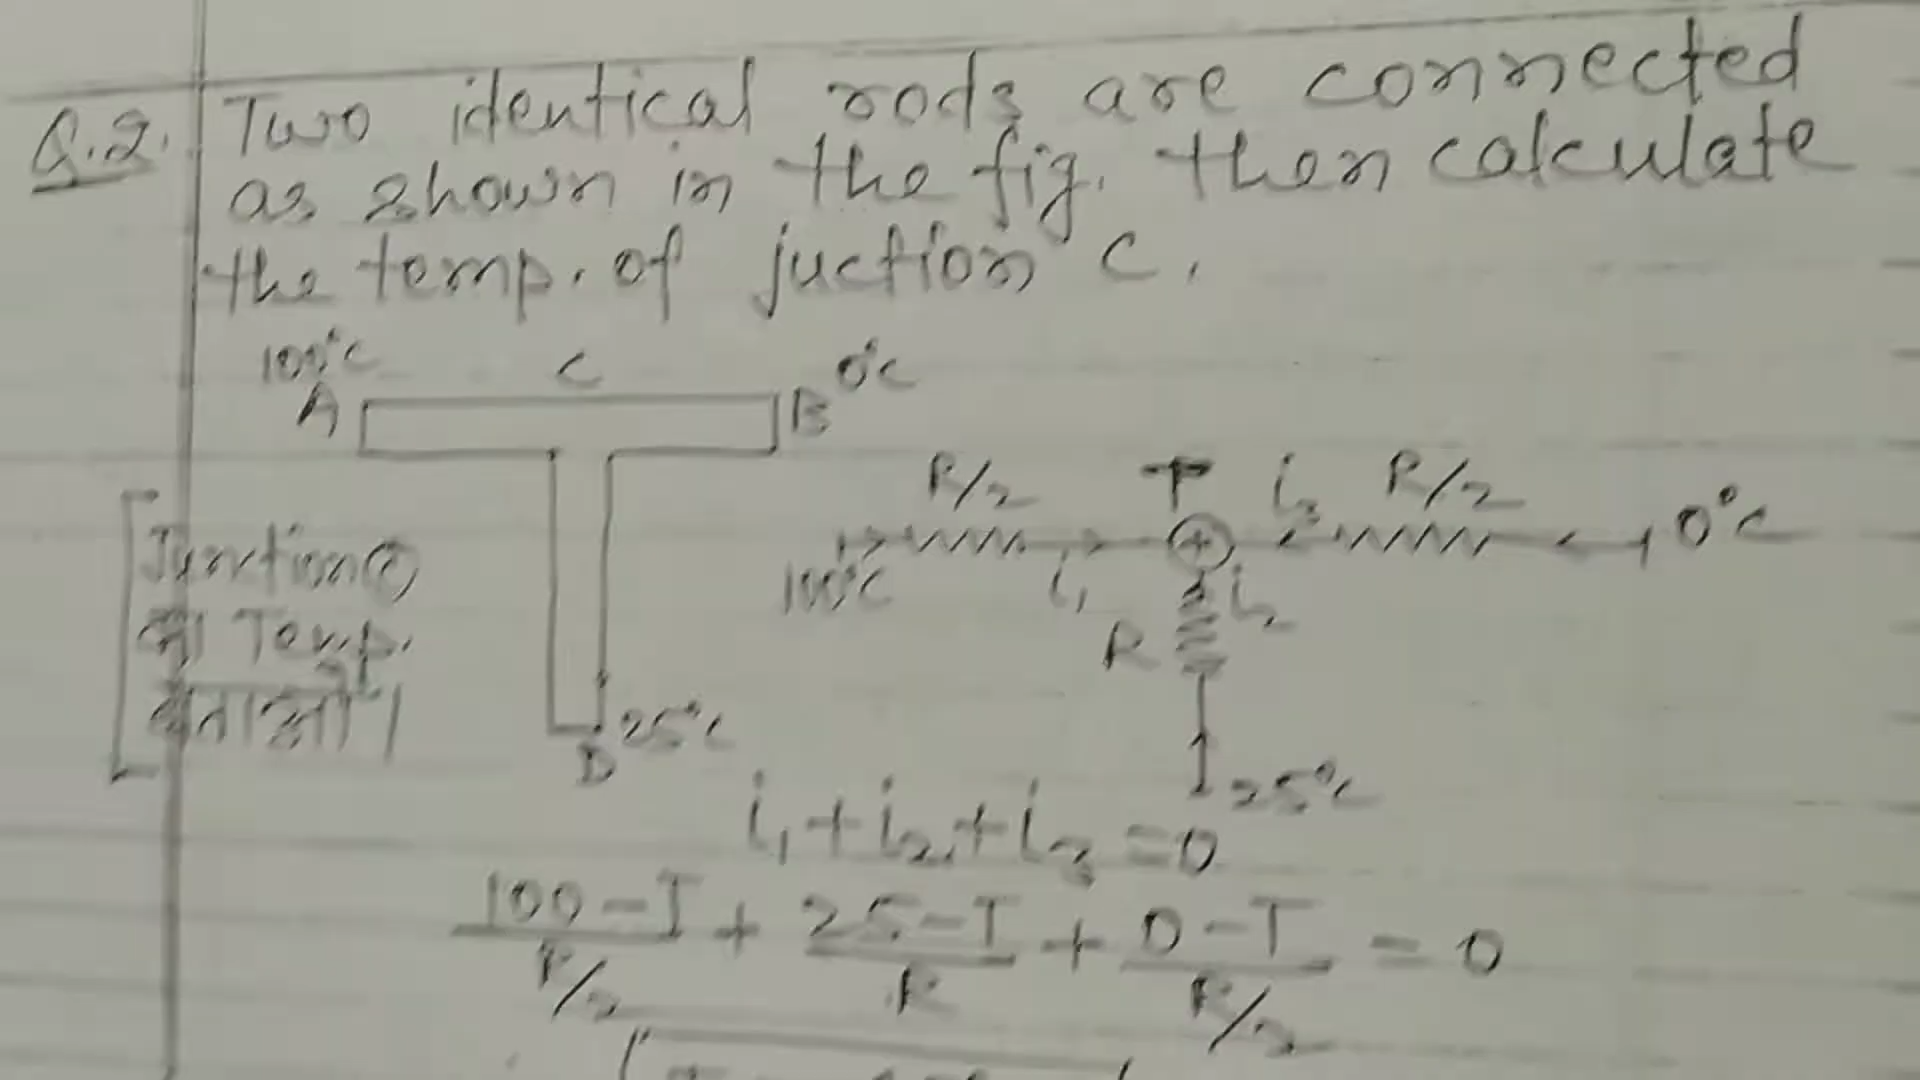 Q.2. Two identical rods are connected
as shown in the fig. then calculate
the temp. of juction C.
100°C C 0°C
A B
R/2 T i3 R/2
100°C i1 0°C
R i2
Junction C
का Temp.
बताओ।
25°C
D
25°C
i1+i2+i3=0
100-T + 25-T + 0-T = 0
R/2 R R/2